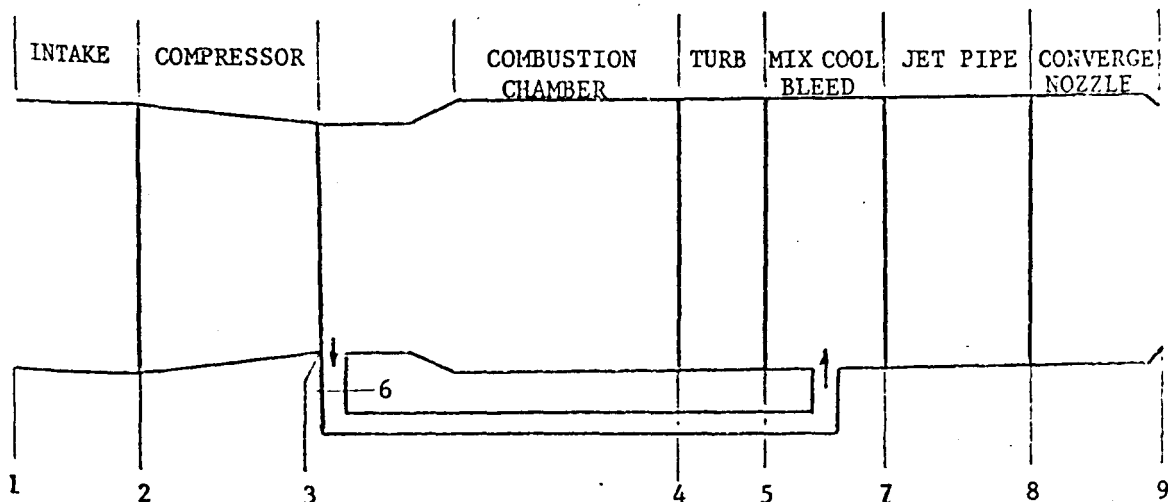 INTAKE COMPRESSOR COMBUSTION TURB MIX COOL JET PIPE CONVERGE
CHAMBER BLEED NOZZLE
6
1 2 3 4 5 7 8 9